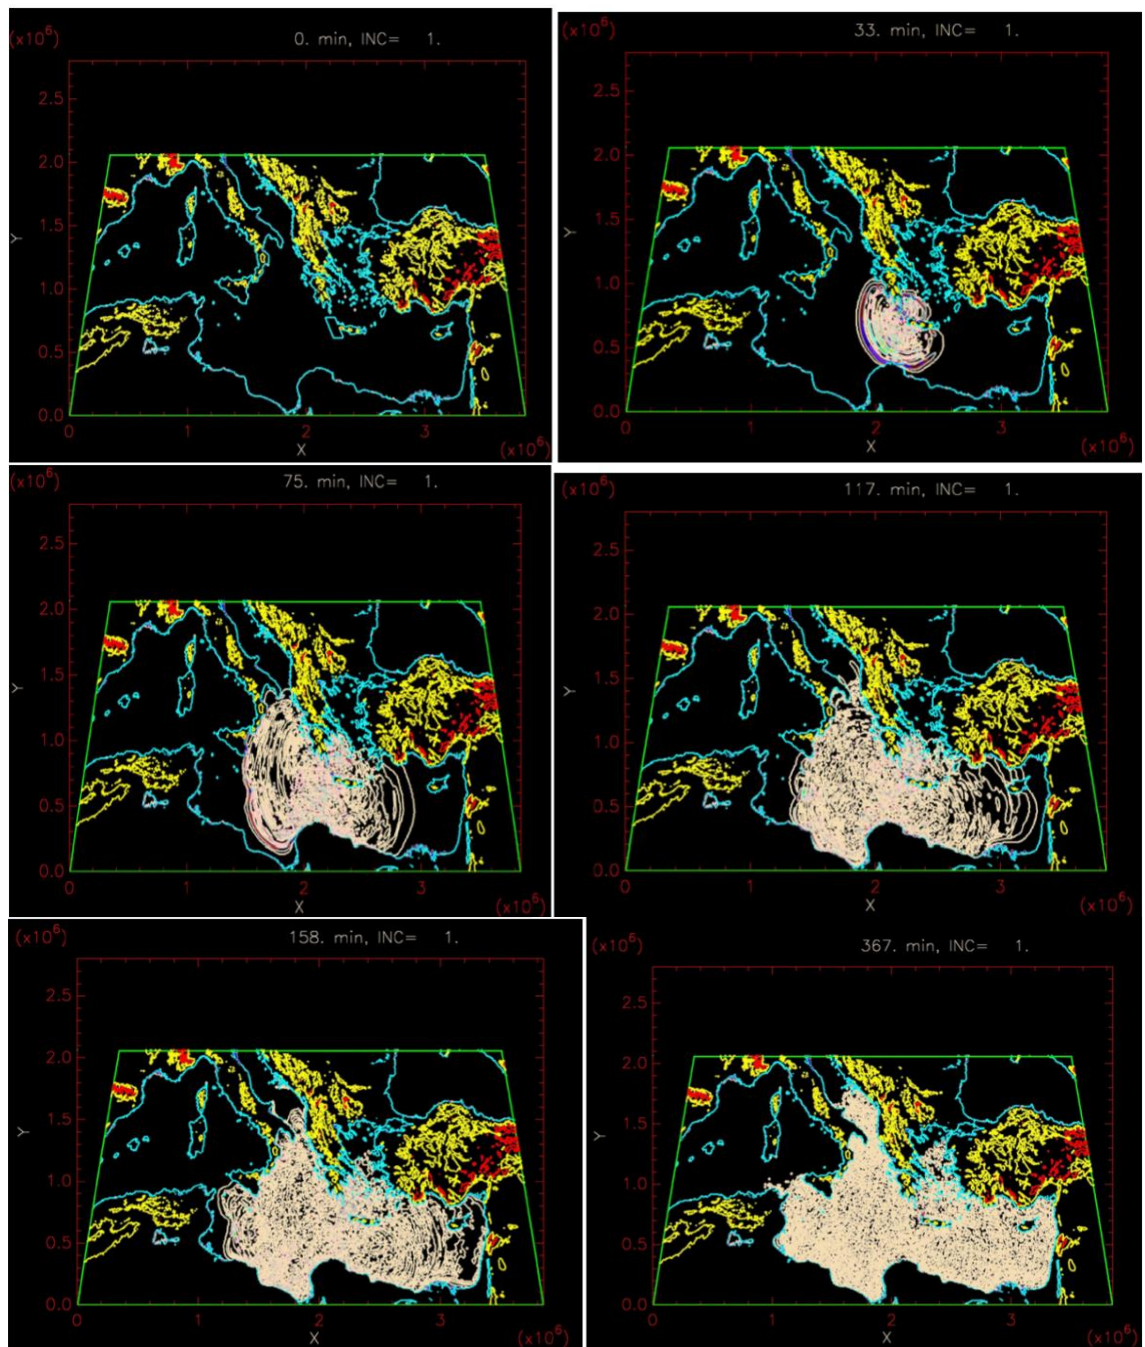 (x10⁶)
0. min, INC= 1.
2.5
2.0
1.5
Y
1.0
0.5
0.0
0 1 2 3
X
(x10⁶)
(x10⁶)
33. min, INC= 1.
2.5
2.0
1.5
Y
1.0
0.5
0.0
0 1 2 3
X
(x10⁶)
(x10⁶)
75. min, INC= 1.
2.5
2.0
1.5
Y
1.0
0.5
0.0
0 1 2 3
X
(x10⁶)
(x10⁶)
117. min, INC= 1.
2.5
2.0
1.5
Y
1.0
0.5
0.0
0 1 2 3
X
(x10⁶)
(x10⁶)
158. min, INC= 1.
2.5
2.0
1.5
Y
1.0
0.5
0.0
0 1 2 3
X
(x10⁶)
(x10⁶)
367. min, INC= 1.
2.5
2.0
1.5
Y
1.0
0.5
0.0
0 1 2 3
X
(x10⁶)